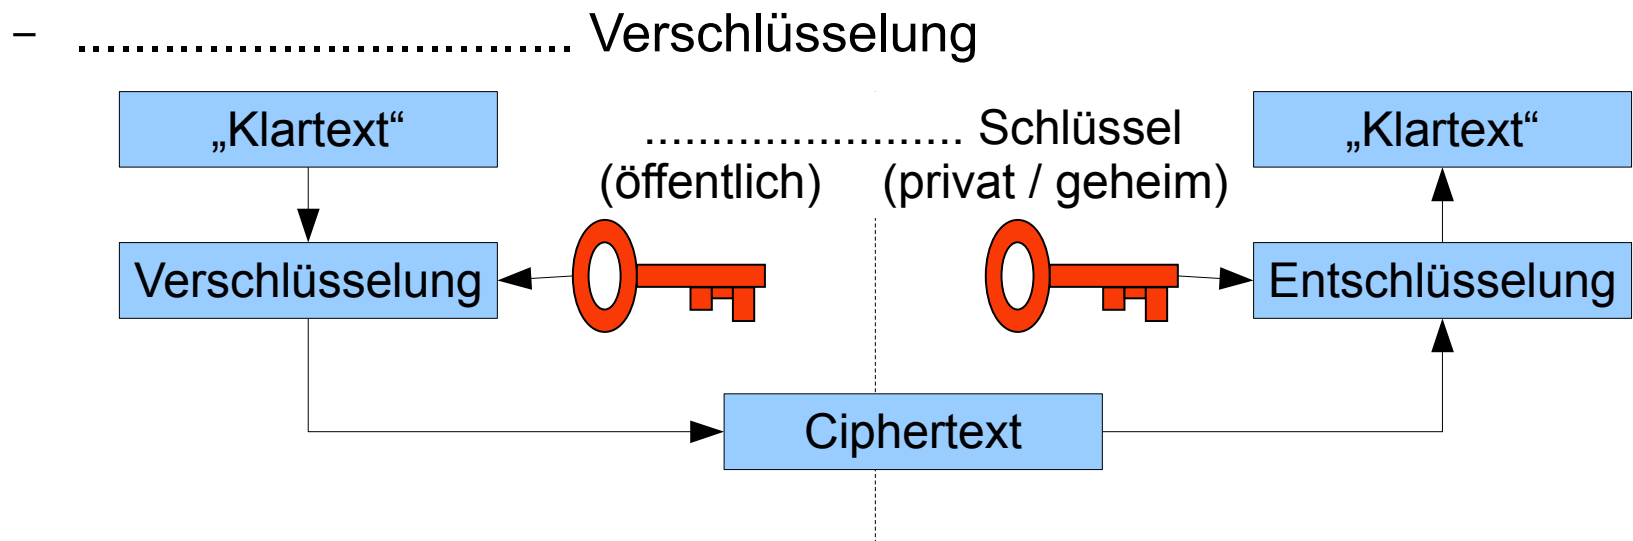 – .................................. Verschlüsselung
„Klartext“
........................ Schlüssel
„Klartext“
(öffentlich) (privat / geheim)
Verschlüsselung
Entschlüsselung
Ciphertext